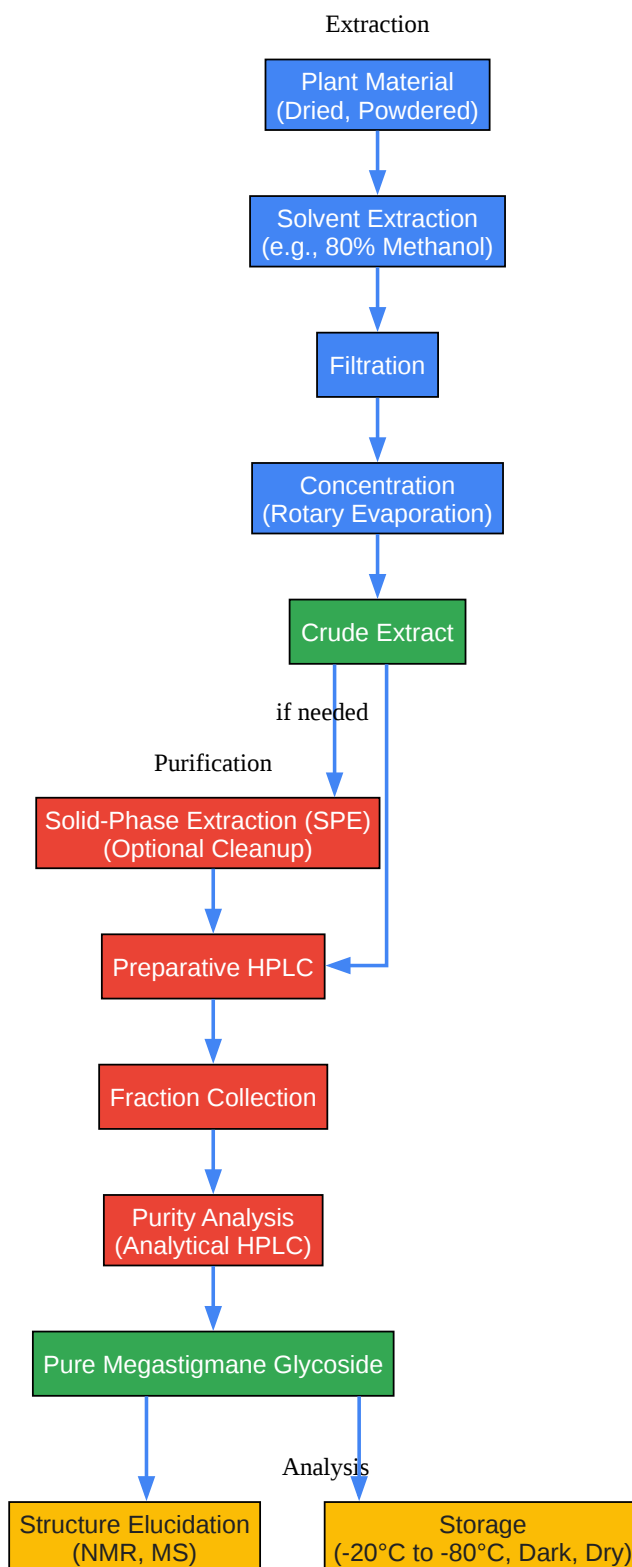 Extraction
Plant Material
(Dried, Powdered)
Solvent Extraction
(e.g., 80% Methanol)
Filtration
Concentration
(Rotary Evaporation)
Crude Extract
if needed
Purification
Solid-Phase Extraction (SPE)
(Optional Cleanup)
Preparative HPLC
Fraction Collection
Purity Analysis
(Analytical HPLC)
Pure Megastigmane Glycoside
Analysis
Structure Elucidation
(NMR, MS)
Storage
(-20°C to -80°C, Dark, Dry)